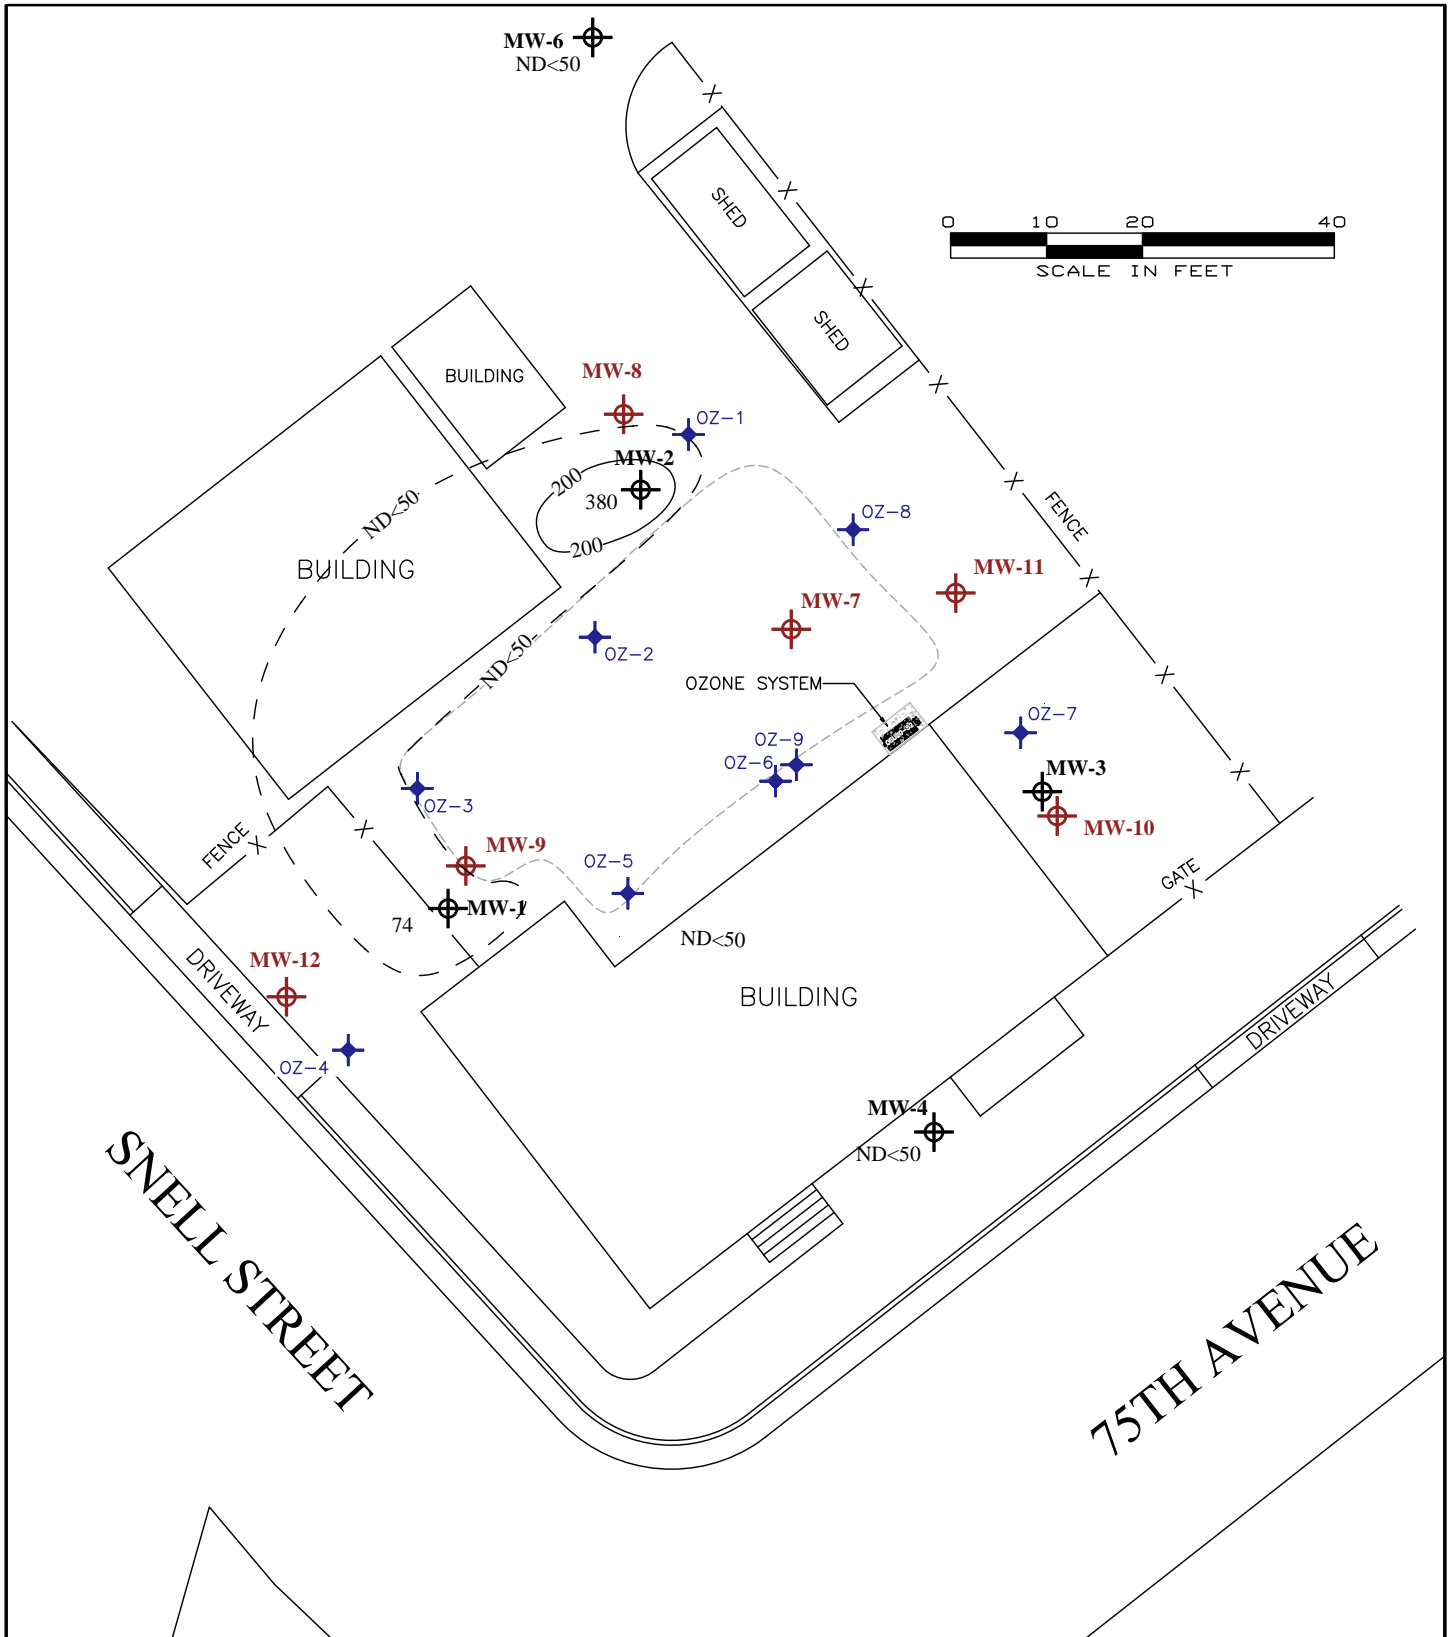 MW-6
ND<50
SHED
0 10 20 40
SCALE IN FEET
SHED
BUILDING
MW-8
OZ-1
MW-2
200
380
200
ND<50
BUILDING
OZ-8
FENCE
MW-11
MW-7
OZ-2
ND<50
OZONE SYSTEM
OZ-7
OZ-9
OZ-6
MW-3
OZ-3
MW-10
FENCE
MW-9
OZ-5
GATE
MW-1
74
ND<50
MW-12
DRIVEWAY
BUILDING
DRIVEWAY
OZ-4
MW-4
ND<50
SNELL STREET
75TH AVENUE